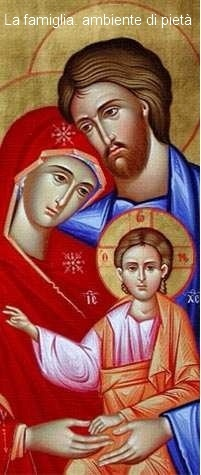 La famiglia: ambiente di pietà
Ὁ Ѡ Ν
IC XC